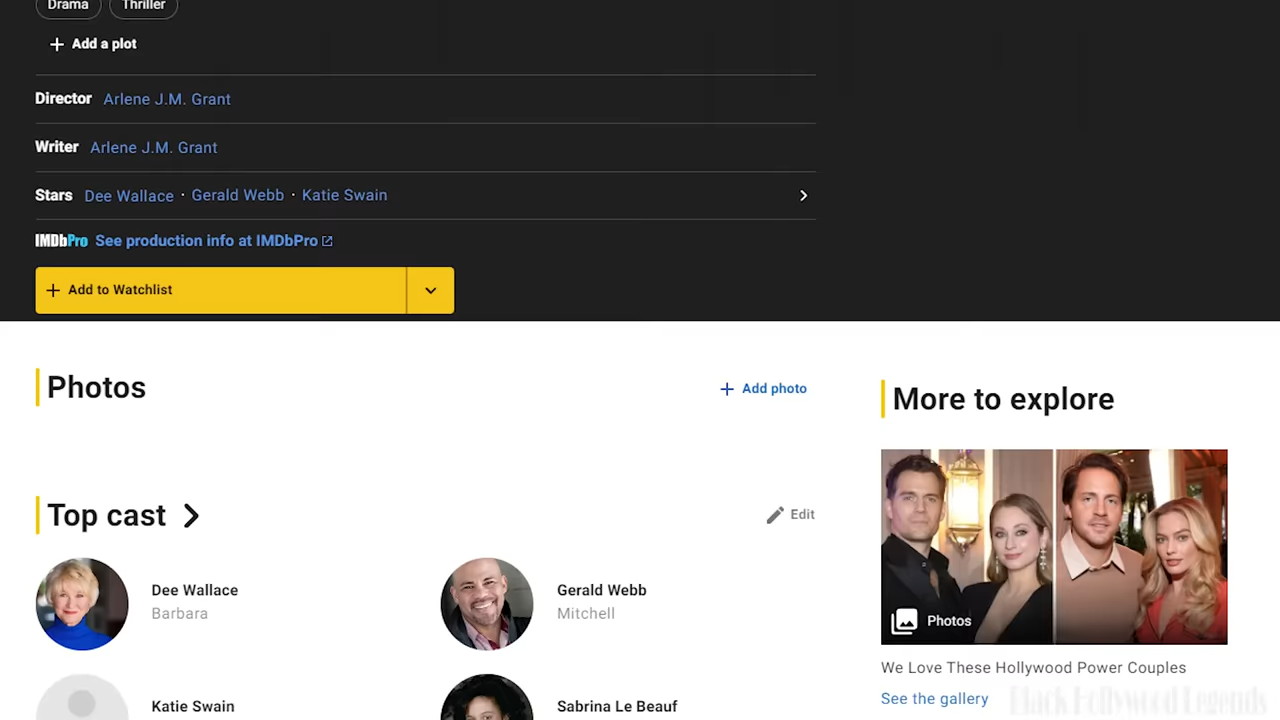 Drama
Thriller
Add a plot
Director Arlene J.M. Grant
Writer Arlene J.M. Grant
Stars Dee Wallace · Gerald Webb · Katie Swain
IMDbPro See production info at IMDbPro
Add to Watchlist
Photos
Add photo
Top cast
Edit
Dee Wallace
Barbara
Gerald Webb
Mitchell
Katie Swain
Sabrina Le Beauf
More to explore
Photos
We Love These Hollywood Power Couples
See the gallery
Black Hollywood Legends